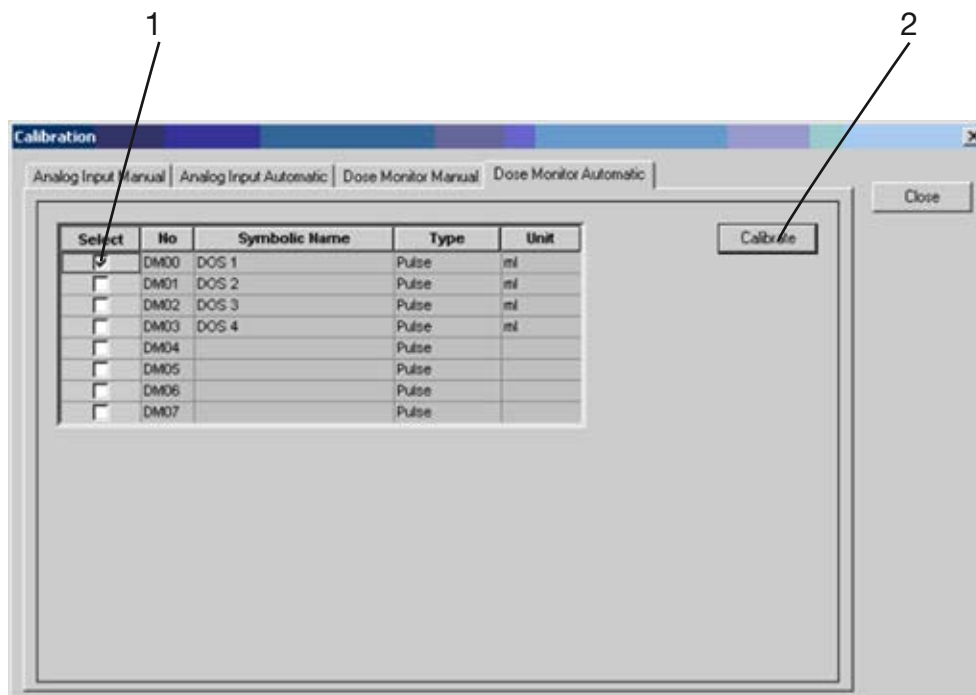 1 2
Calibration
Analog Input Manual Analog Input Automatic Dose Monitor Manual Dose Monitor Automatic
Close
Calibrate
Select No Symbolic Name Type Unit
DM00 DOS 1 Pulse ml
DM01 DOS 2 Pulse ml
DM02 DOS 3 Pulse ml
DM03 DOS 4 Pulse ml
DM04 Pulse
DM05 Pulse
DM06 Pulse
DM07 Pulse